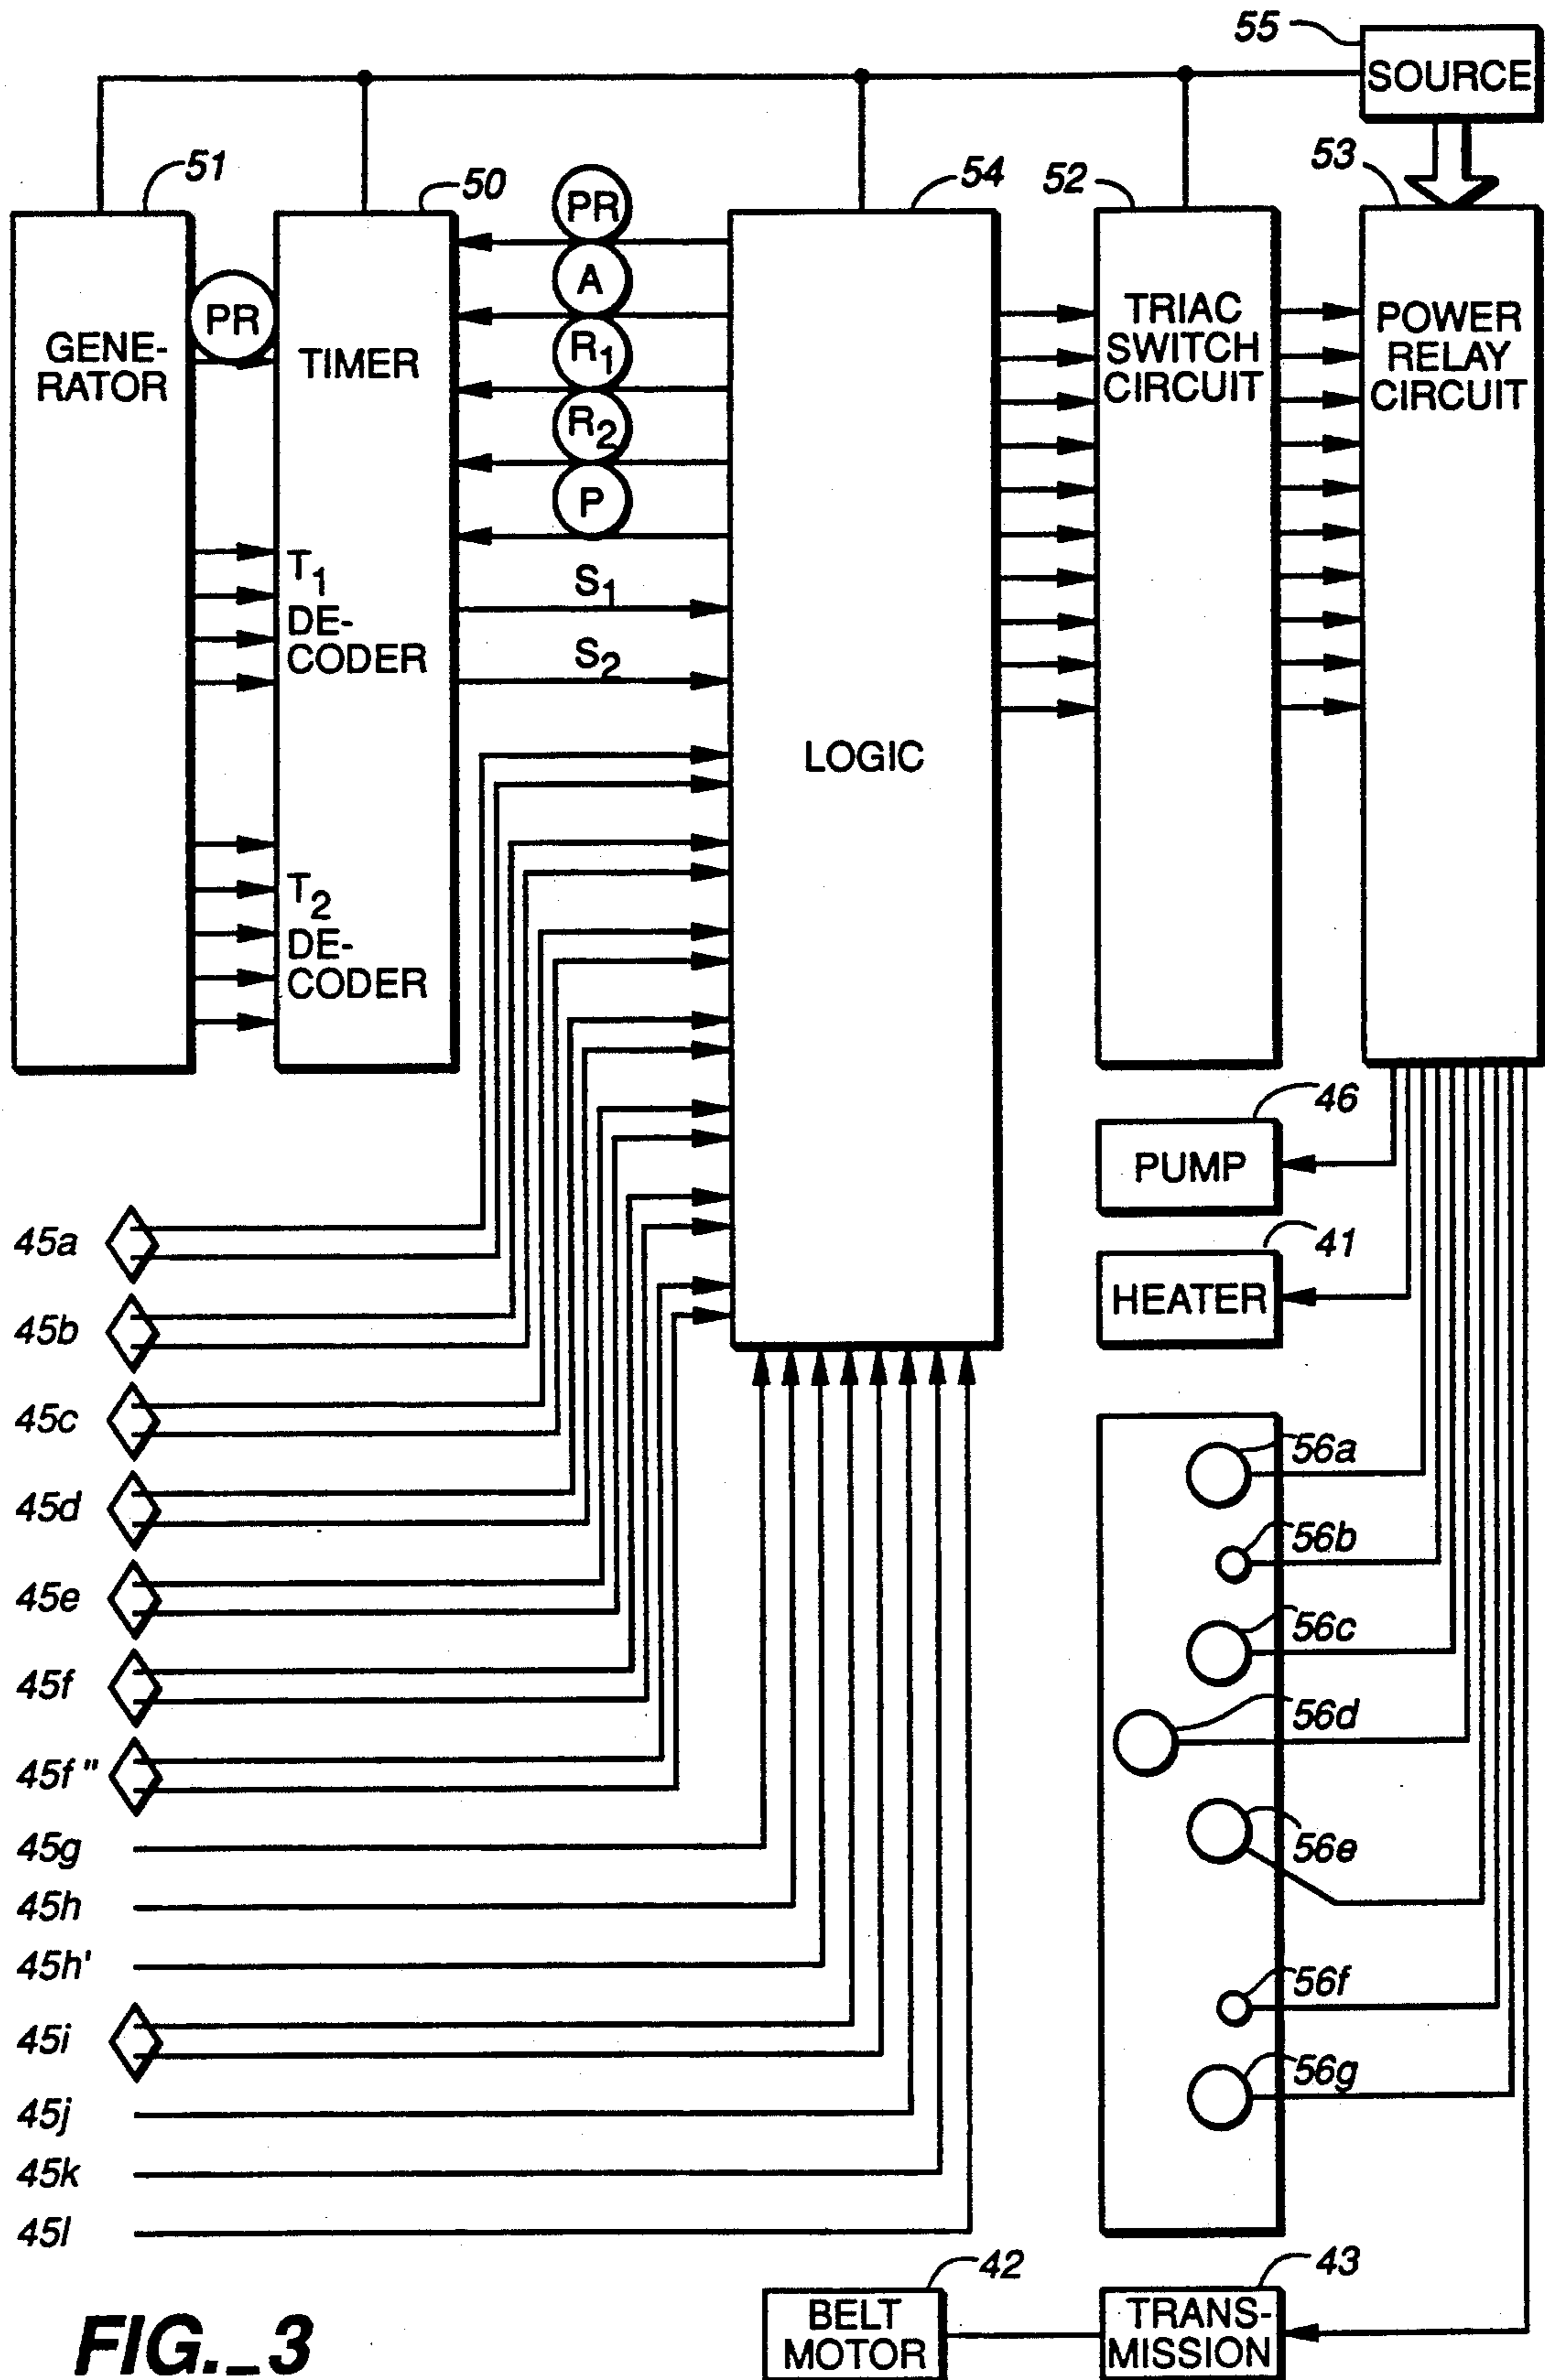 55
SOURCE
51
50
PR
54
52
53
GENE-
RATOR
PR
TIMER
A
R1
R2
P
TRIAC
SWITCH
CIRCUIT
POWER
RELAY
CIRCUIT
T1
DE-
CODER
S1
S2
LOGIC
T2
DE-
CODER
46
PUMP
41
HEATER
45a
45b
45c
45d
45e
45f
45f"
45g
45h
45h'
45i
45j
45k
45l
56a
56b
56c
56d
56e
56f
56g
42
BELT
MOTOR
43
TRANS-
MISSION
FIG._3